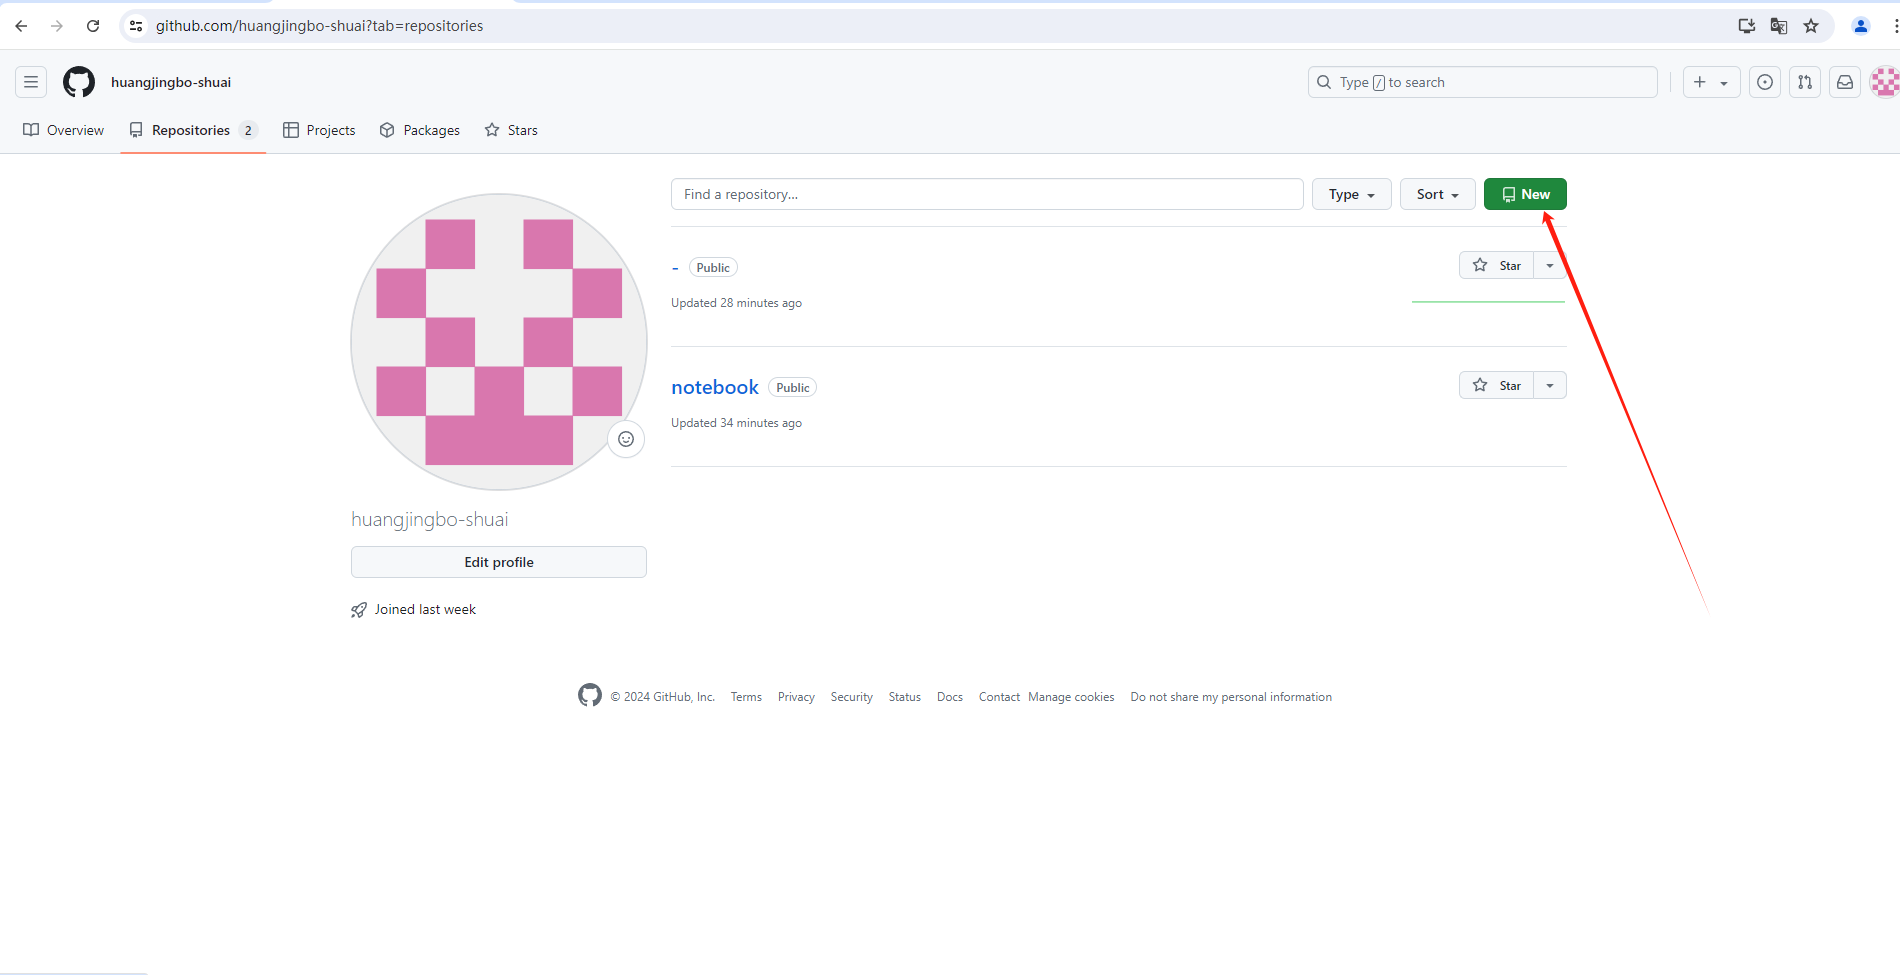 github.com/huangjingbo-shuai?tab=repositories
huangjingbo-shuai
Type / to search
Overview Repositories 2 Projects Packages Stars
Find a repository... Type Sort New
- Public Star
Updated 28 minutes ago
notebook Public Star
Updated 34 minutes ago
huangjingbo-shuai
Edit profile
Joined last week
© 2024 GitHub, Inc. Terms Privacy Security Status Docs Contact Manage cookies Do not share my personal information